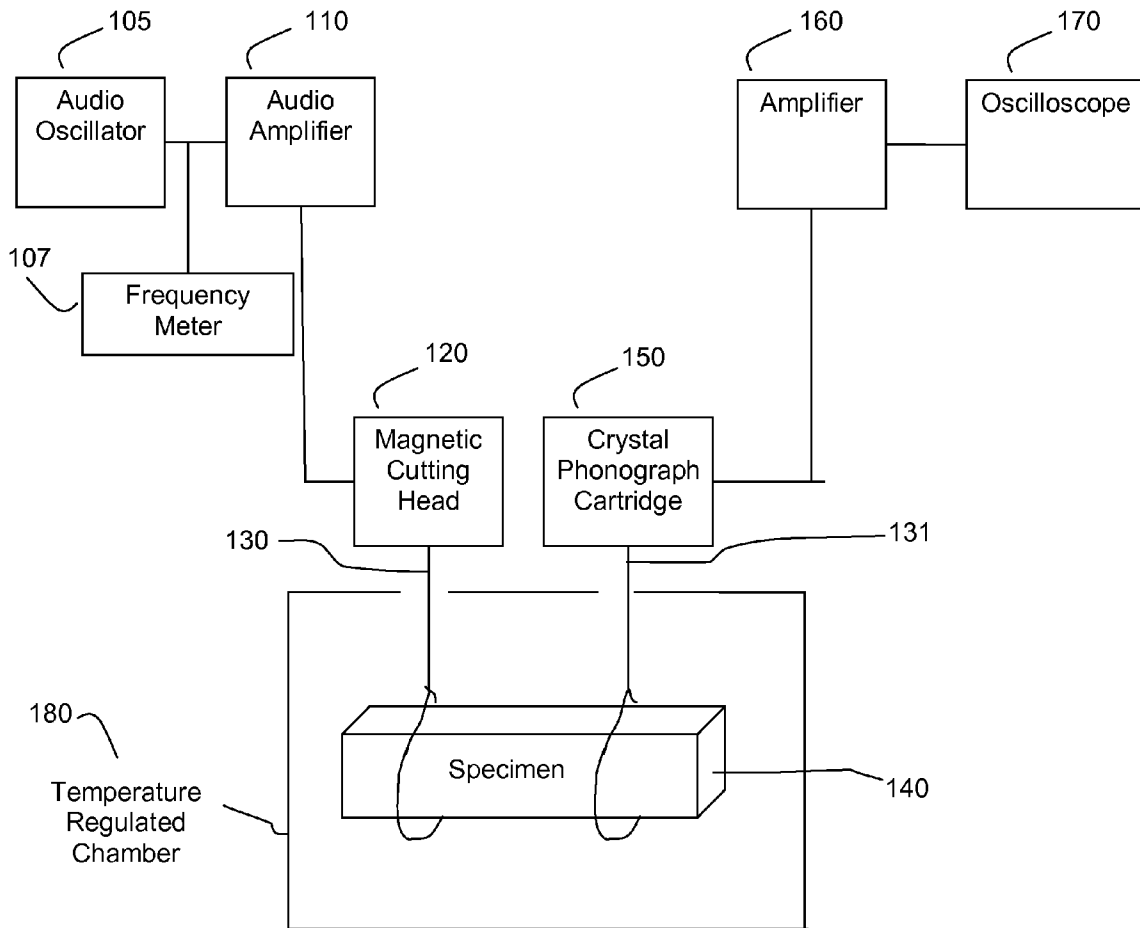 105
110
160
170
Audio
Oscillator
Audio
Amplifier
Amplifier
Oscilloscope
107
Frequency
Meter
120
150
Magnetic
Cutting
Head
Crystal
Phonograph
Cartridge
130
131
180
Specimen
140
Temperature
Regulated
Chamber